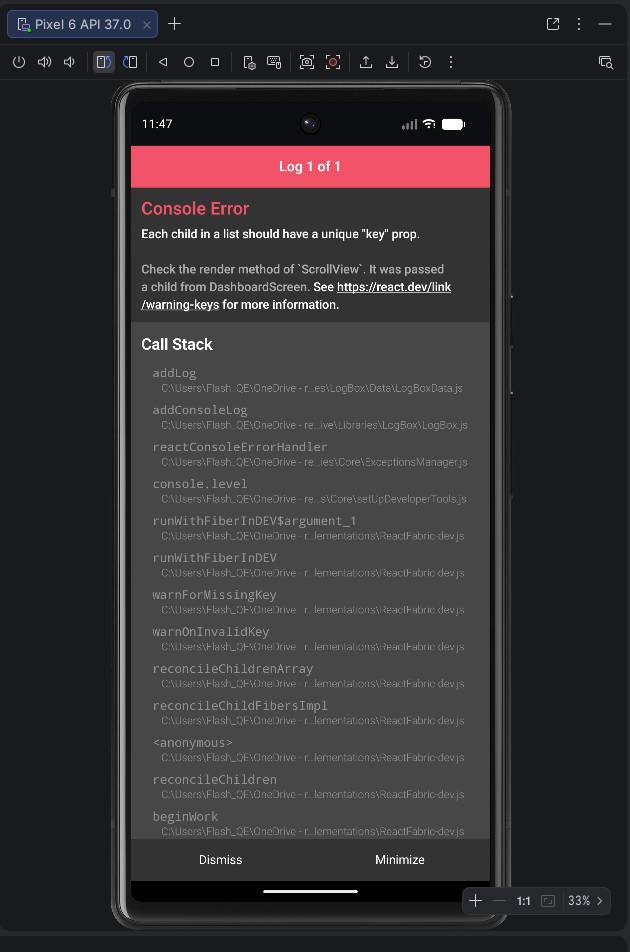 Pixel 6 API 37.0
11:47
Log 1 of 1
Console Error
Each child in a list should have a unique "key" prop.
Check the render method of `ScrollView`. It was passed
a child from DashboardScreen. See https://react.dev/link
/warning-keys for more information.
Call Stack
addLog
C:\Users\Flash_QE\OneDrive - r...es\LogBox\Data\LogBoxData.js
addConsoleLog
C:\Users\Flash_QE\OneDrive - re...ive\Libraries\LogBox\LogBox.js
reactConsoleErrorHandler
C:\Users\Flash_QE\OneDrive - re...ies\Core\ExceptionsManager.js
console.level
C:\Users\Flash_QE\OneDrive - re...s\Core\setUpDeveloperTools.js
runWithFiberInDEV$argument_1
C:\Users\Flash_QE\OneDrive - r...lementations\ReactFabric-dev.js
runWithFiberInDEV
C:\Users\Flash_QE\OneDrive - r...lementations\ReactFabric-dev.js
warnForMissingKey
C:\Users\Flash_QE\OneDrive - r...lementations\ReactFabric-dev.js
warnOnInvalidKey
C:\Users\Flash_QE\OneDrive - r...lementations\ReactFabric-dev.js
reconcileChildrenArray
C:\Users\Flash_QE\OneDrive - r...lementations\ReactFabric-dev.js
reconcileChildFibersImpl
C:\Users\Flash_QE\OneDrive - r...lementations\ReactFabric-dev.js
<anonymous>
C:\Users\Flash_QE\OneDrive - r...lementations\ReactFabric-dev.js
reconcileChildren
C:\Users\Flash_QE\OneDrive - r...lementations\ReactFabric-dev.js
beginWork
C:\Users\Flash_QE\OneDrive - r...lementations\ReactFabric-dev.js
Dismiss Minimize
1:1 33%